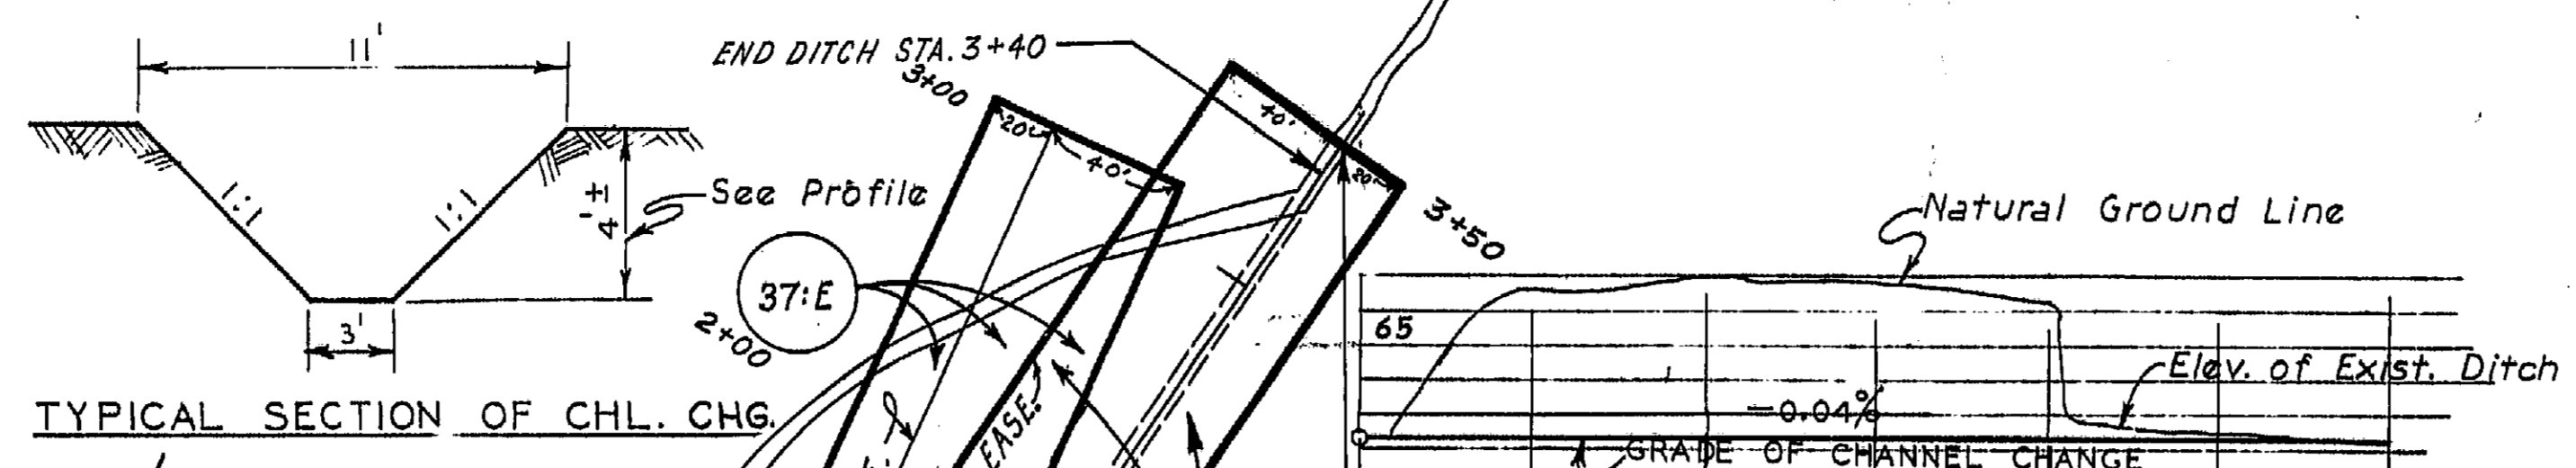 11'
1:1
1:1
4'±
See Profile
3'
TYPICAL SECTION OF CHL. CHG.
END DITCH STA. 3+40
3+00
20'
40'
40'
20'
3+50
37:E
2+00
EASE.
Natural Ground Line
65
Elev. of Exist. Ditch
-0.04%
GRADE OF CHANNEL CHANGE